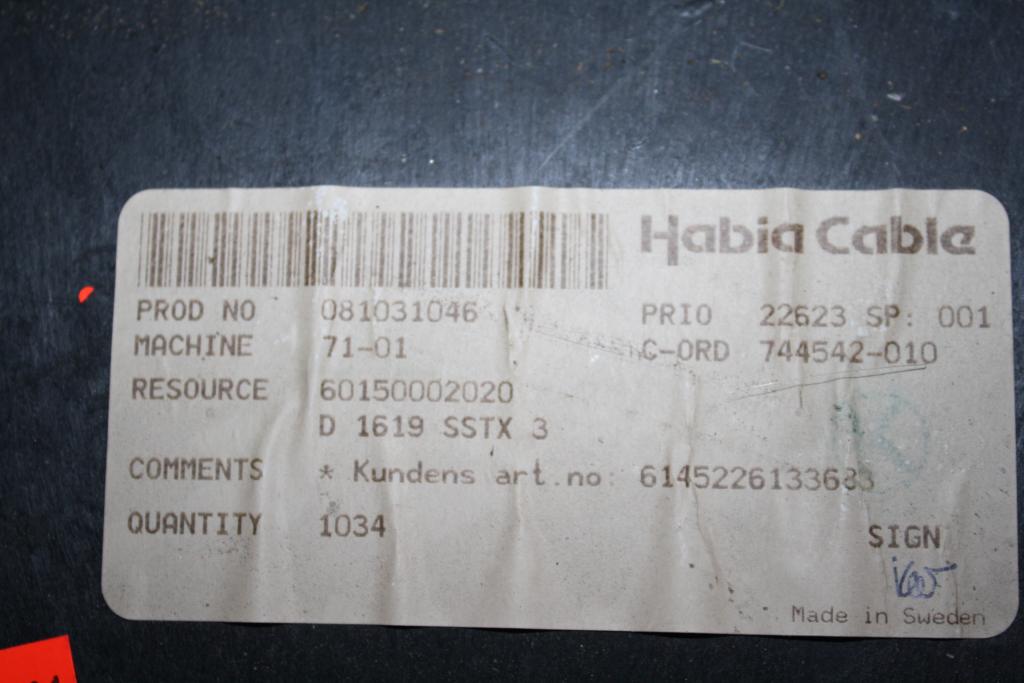 Habia Cable
PROD NO 081031046 PRIO 22623 SP: 001
MACHINE 71-01 C-ORD 744542-010
RESOURCE 60150002020
D 1619 SSTX 3
COMMENTS * Kundens art.no: 6145226133683
QUANTITY 1034
SIGN
Made in Sweden